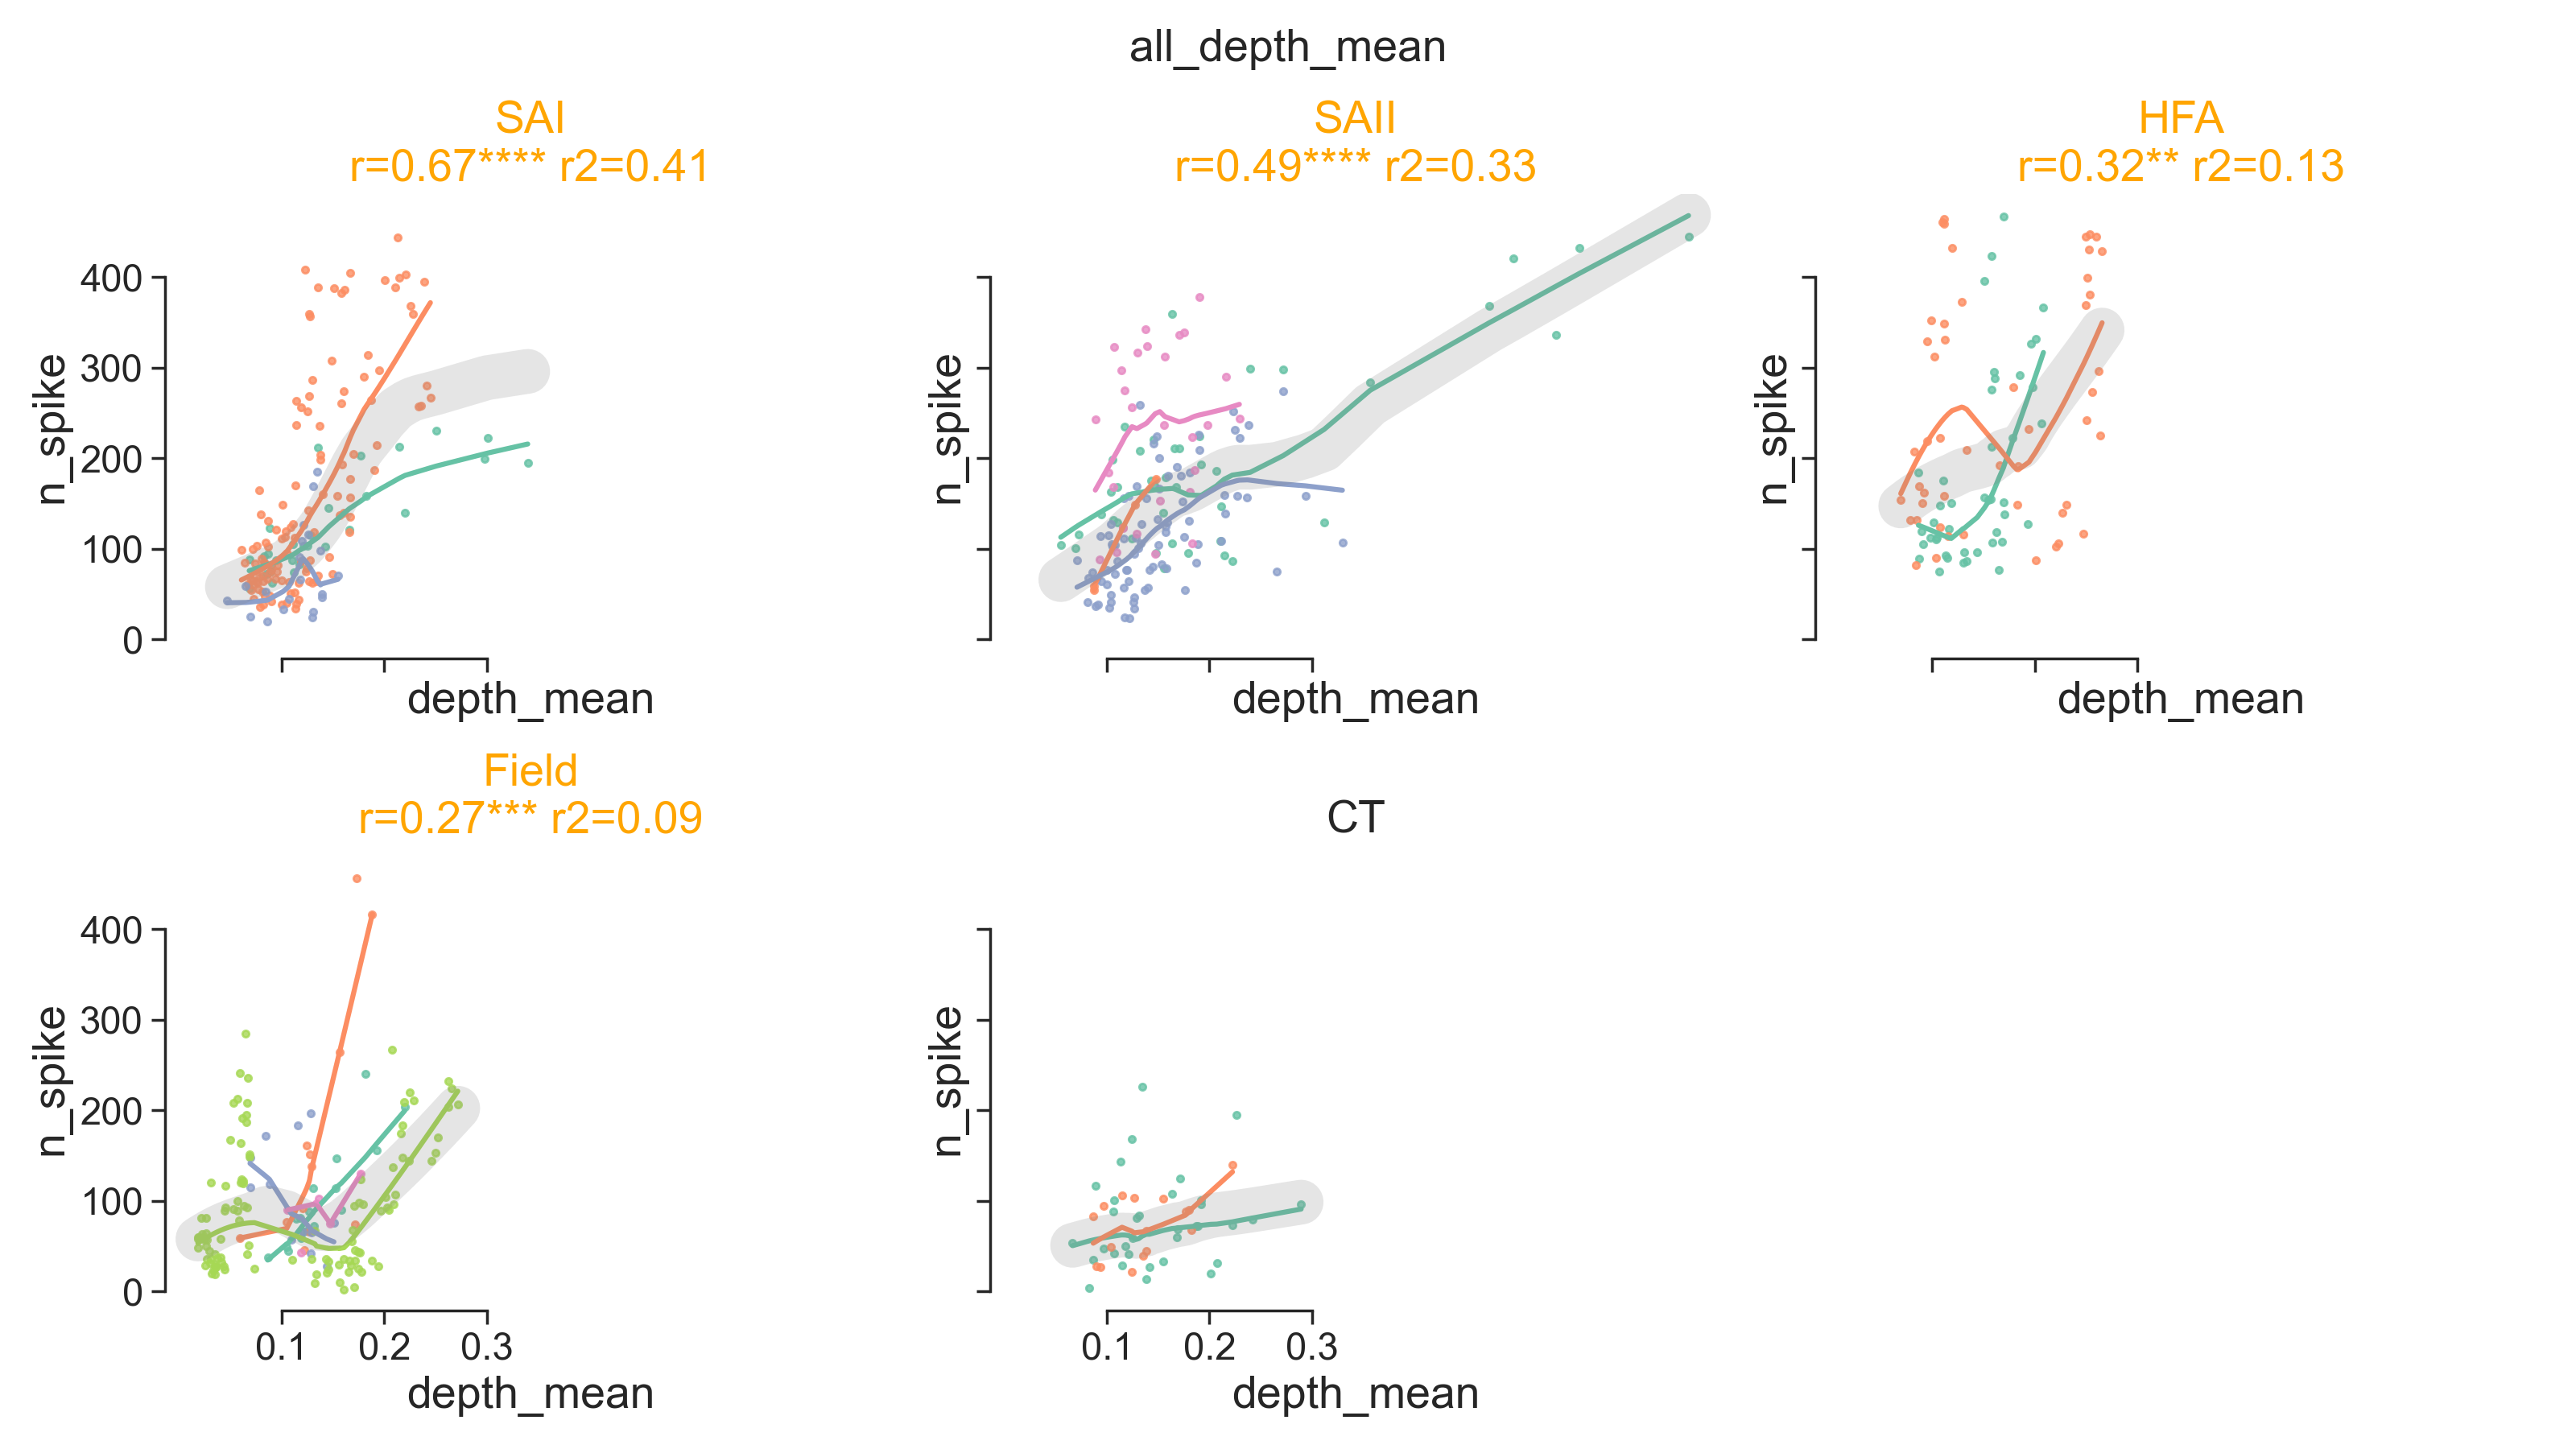 all_depth_mean
SAI
r=0.67**** r2=0.41
SAII
r=0.49**** r2=0.33
HFA
r=0.32** r2=0.13
400
300
200
100
0
n_spike
n_spike
n_spike
depth_mean
depth_mean
depth_mean
Field
r=0.27*** r2=0.09
CT
400
300
200
100
0
n_spike
n_spike
0.1 0.2 0.3
0.1 0.2 0.3
depth_mean
depth_mean